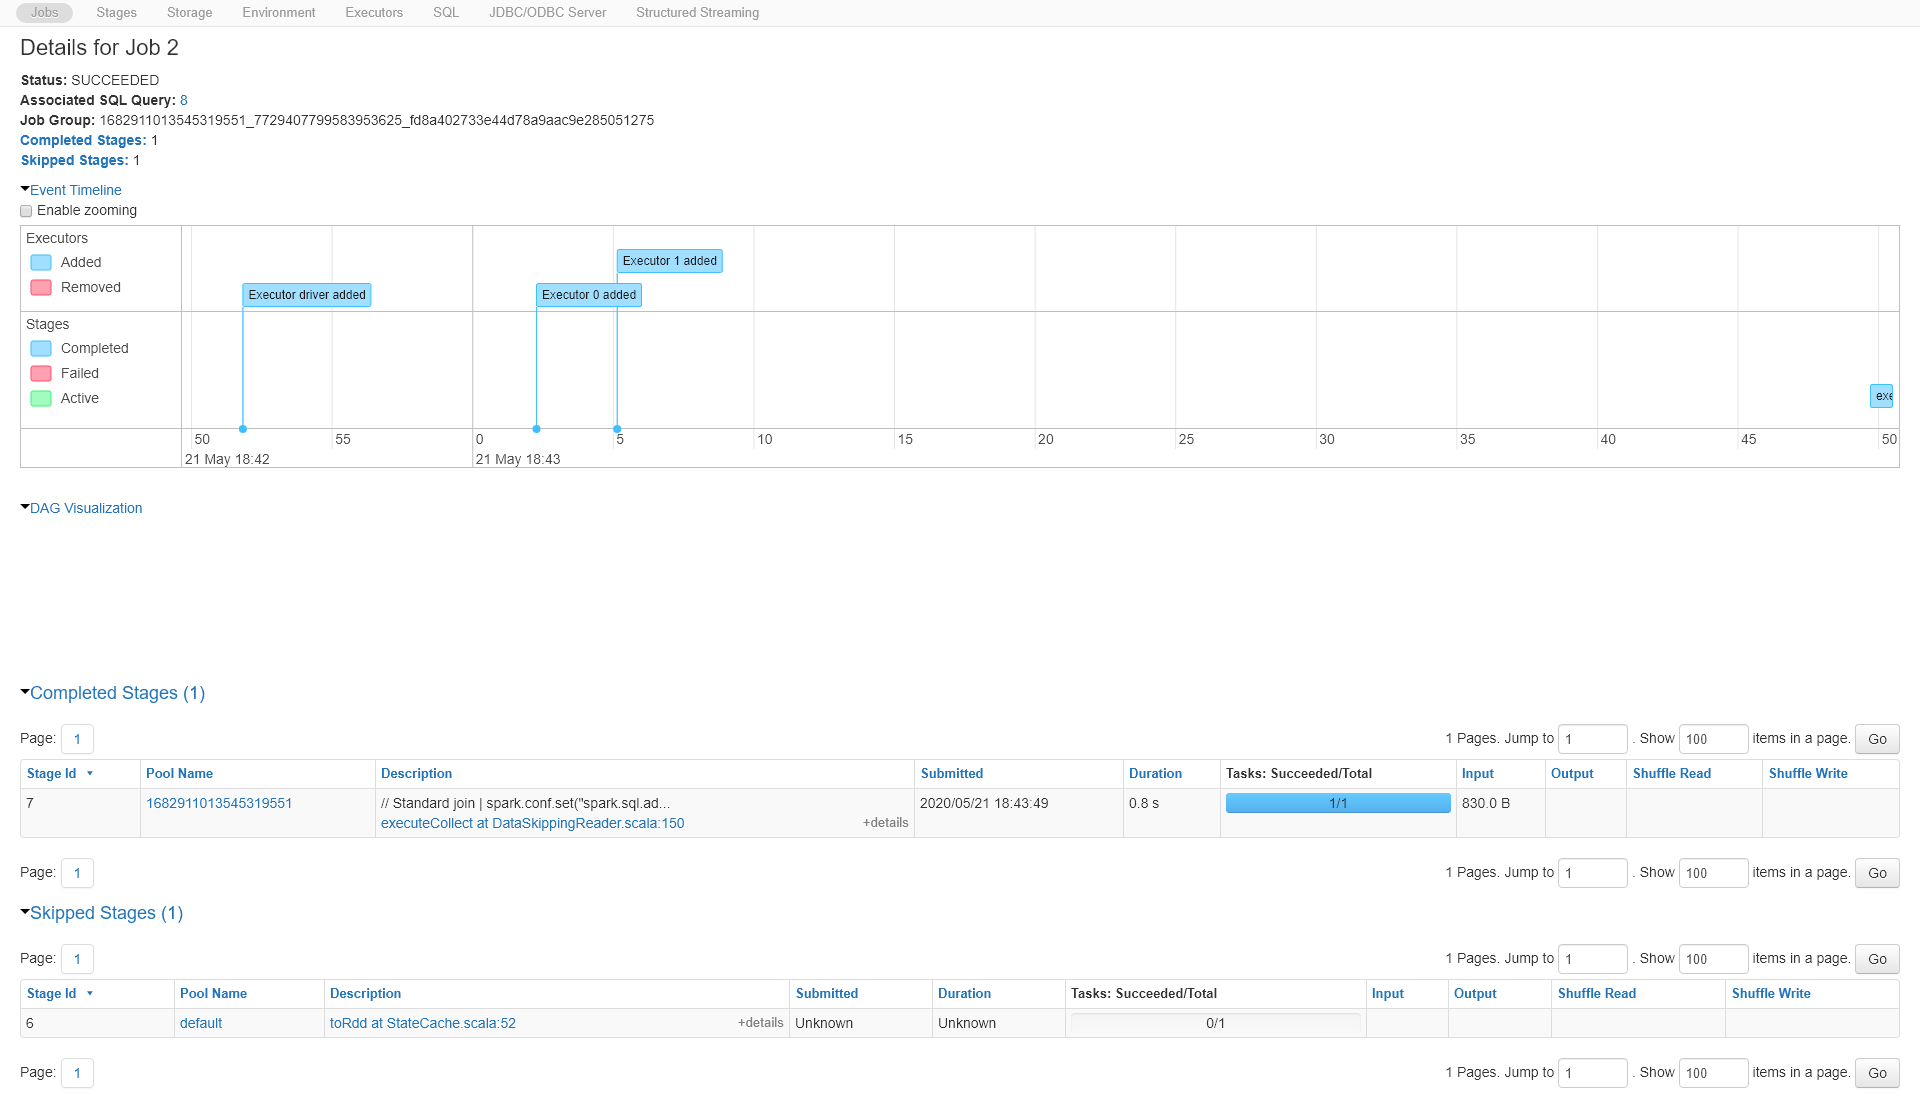 Jobs Stages Storage Environment Executors SQL JDBC/ODBC Server Structured Streaming
Details for Job 2
Status: SUCCEEDED
Associated SQL Query: 8
Job Group: 1682911013545319551_7729407799583953625_fd8a402733e44d78a9aac9e285051275
Completed Stages: 1
Skipped Stages: 1
Event Timeline
Enable zooming
Executors
Added
Removed
Executor 1 added
Executor driver added
Executor 0 added
Stages
Completed
Failed
Active
exe
50 55 0 5 10 15 20 25 30 35 40 45 50
21 May 18:42 21 May 18:43
DAG Visualization
Completed Stages (1)
Page: 1 1 Pages. Jump to 1 . Show 100 items in a page. Go
Stage Id Pool Name Description Submitted Duration Tasks: Succeeded/Total Input Output Shuffle Read Shuffle Write
7 1682911013545319551 // Standard join | spark.conf.set("spark.sql.ad... 2020/05/21 18:43:49 0.8 s 1/1 830.0 B
executeCollect at DataSkippingReader.scala:150 +details
Page: 1 1 Pages. Jump to 1 . Show 100 items in a page. Go
Skipped Stages (1)
Page: 1 1 Pages. Jump to 1 . Show 100 items in a page. Go
Stage Id Pool Name Description Submitted Duration Tasks: Succeeded/Total Input Output Shuffle Read Shuffle Write
6 default toRdd at StateCache.scala:52 +details Unknown Unknown 0/1
Page: 1 1 Pages. Jump to 1 . Show 100 items in a page. Go